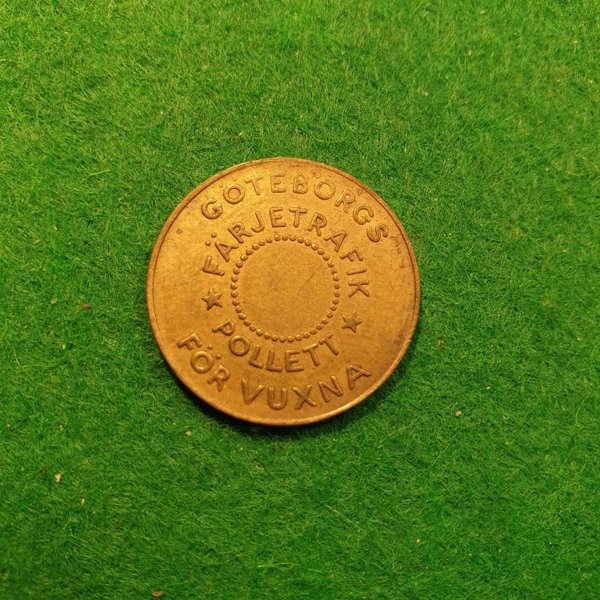 GÖTEBORGS
FÄRJETRAFIK
POLLETT
FÖR VUXNA